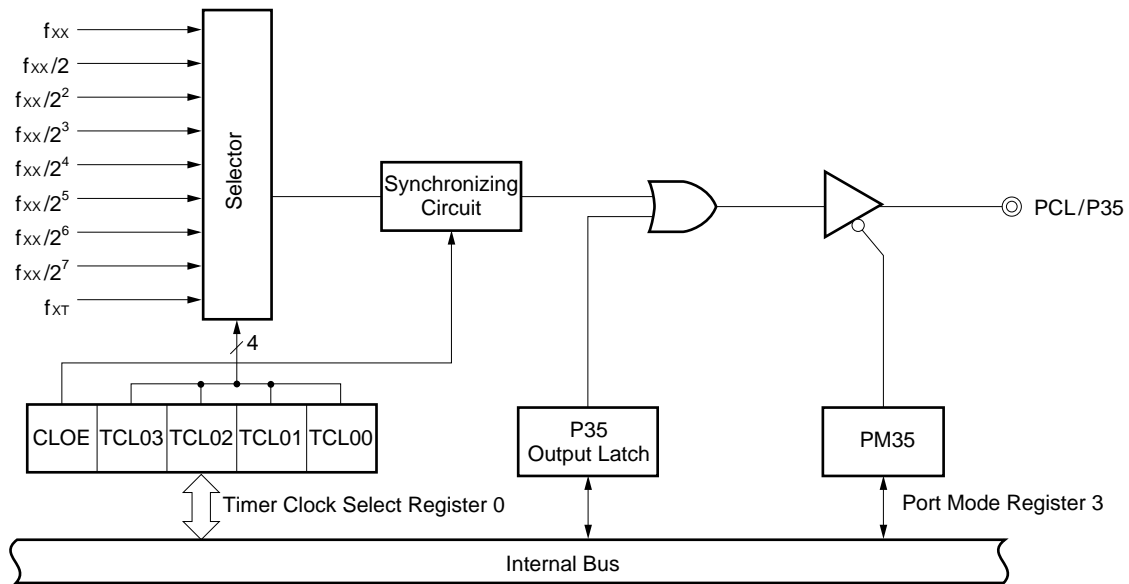 fXX
fXX/2
fXX/2²
fXX/2³
fXX/2⁴
fXX/2⁵
fXX/2⁶
fXX/2⁷
fXT
Selector
4
Synchronizing
Circuit
PCL/P35
CLOE TCL03 TCL02 TCL01 TCL00
P35
Output Latch
PM35
Timer Clock Select Register 0
Port Mode Register 3
Internal Bus